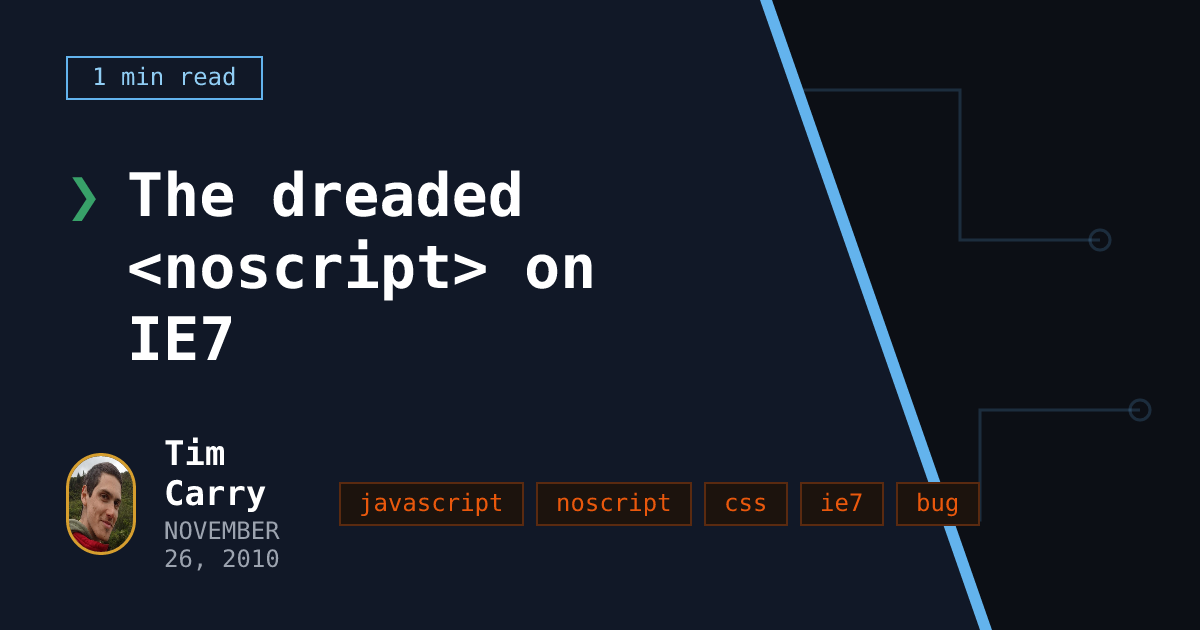 1 min read
❯ The dreaded
<noscript> on
IE7
Tim
Carry
NOVEMBER
26, 2010
javascript noscript css ie7 bug